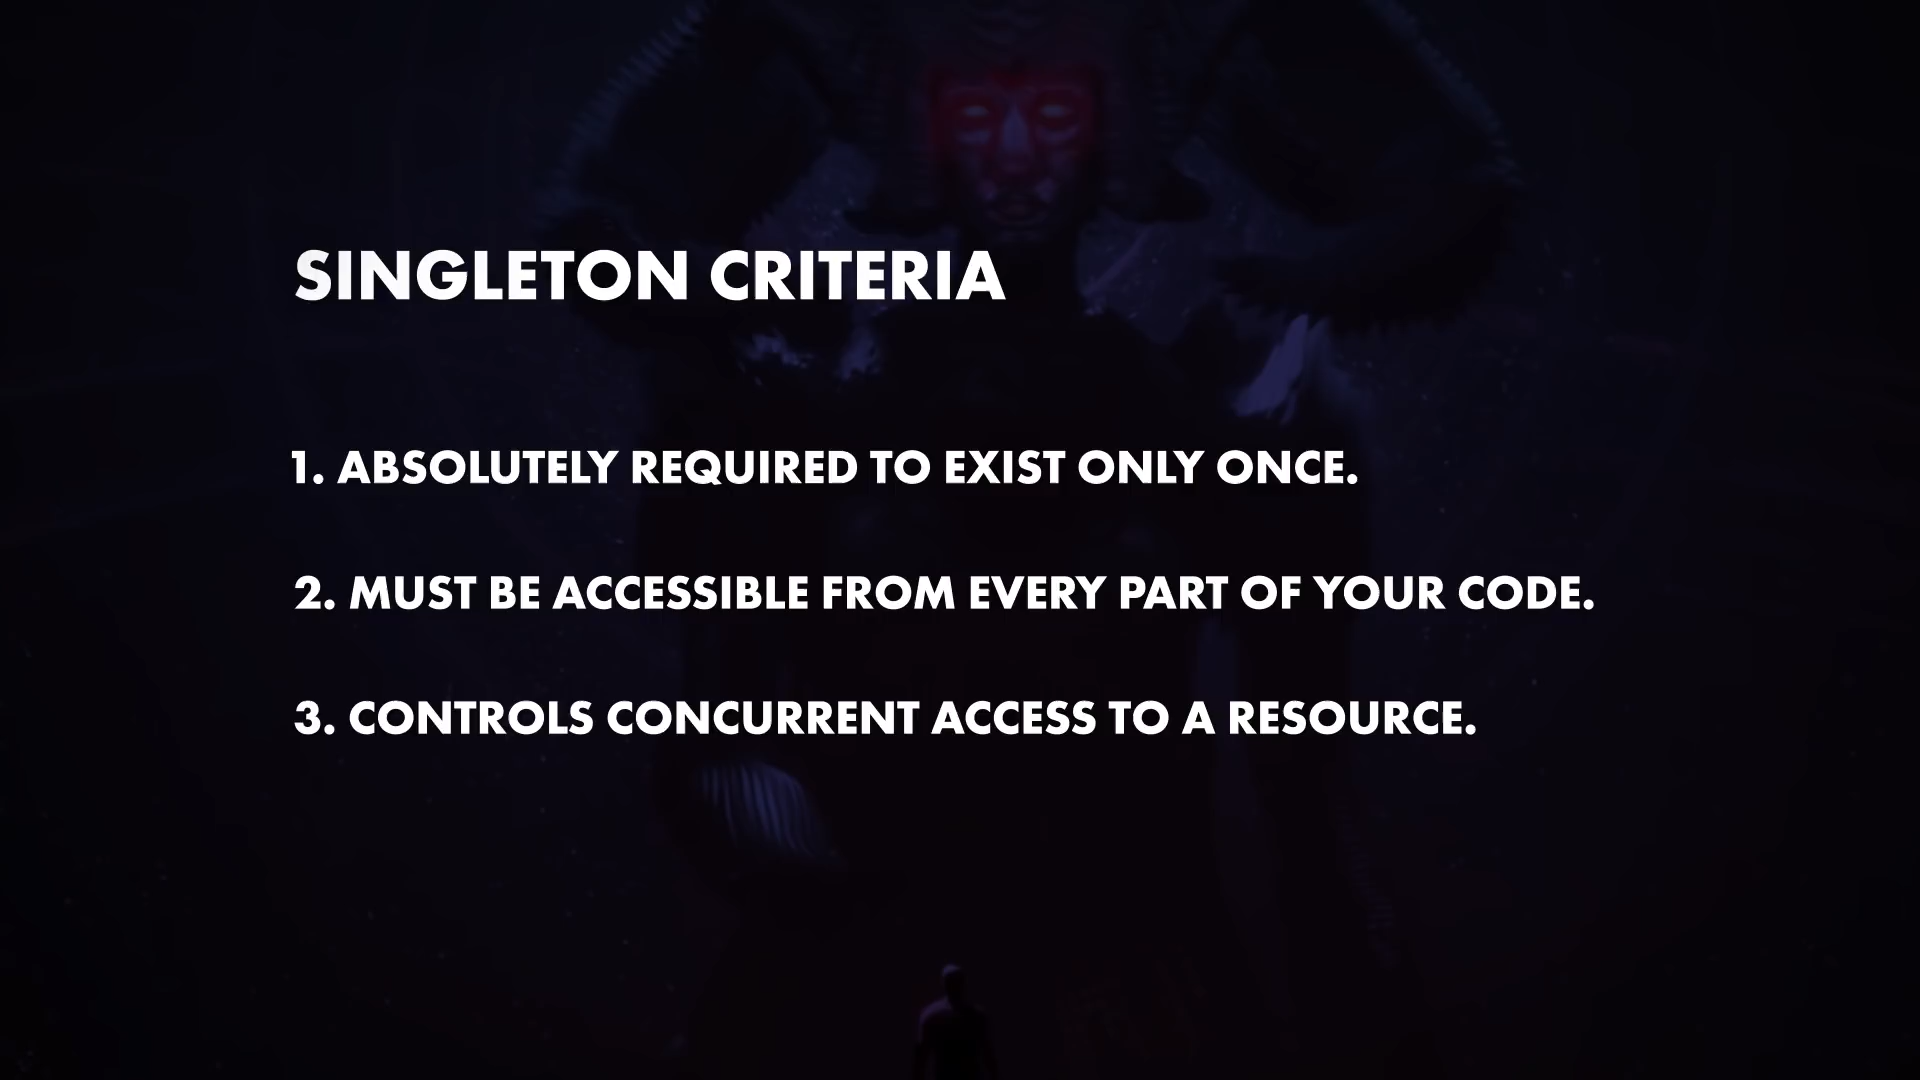 SINGLETON CRITERIA
1. ABSOLUTELY REQUIRED TO EXIST ONLY ONCE.
2. MUST BE ACCESSIBLE FROM EVERY PART OF YOUR CODE.
3. CONTROLS CONCURRENT ACCESS TO A RESOURCE.